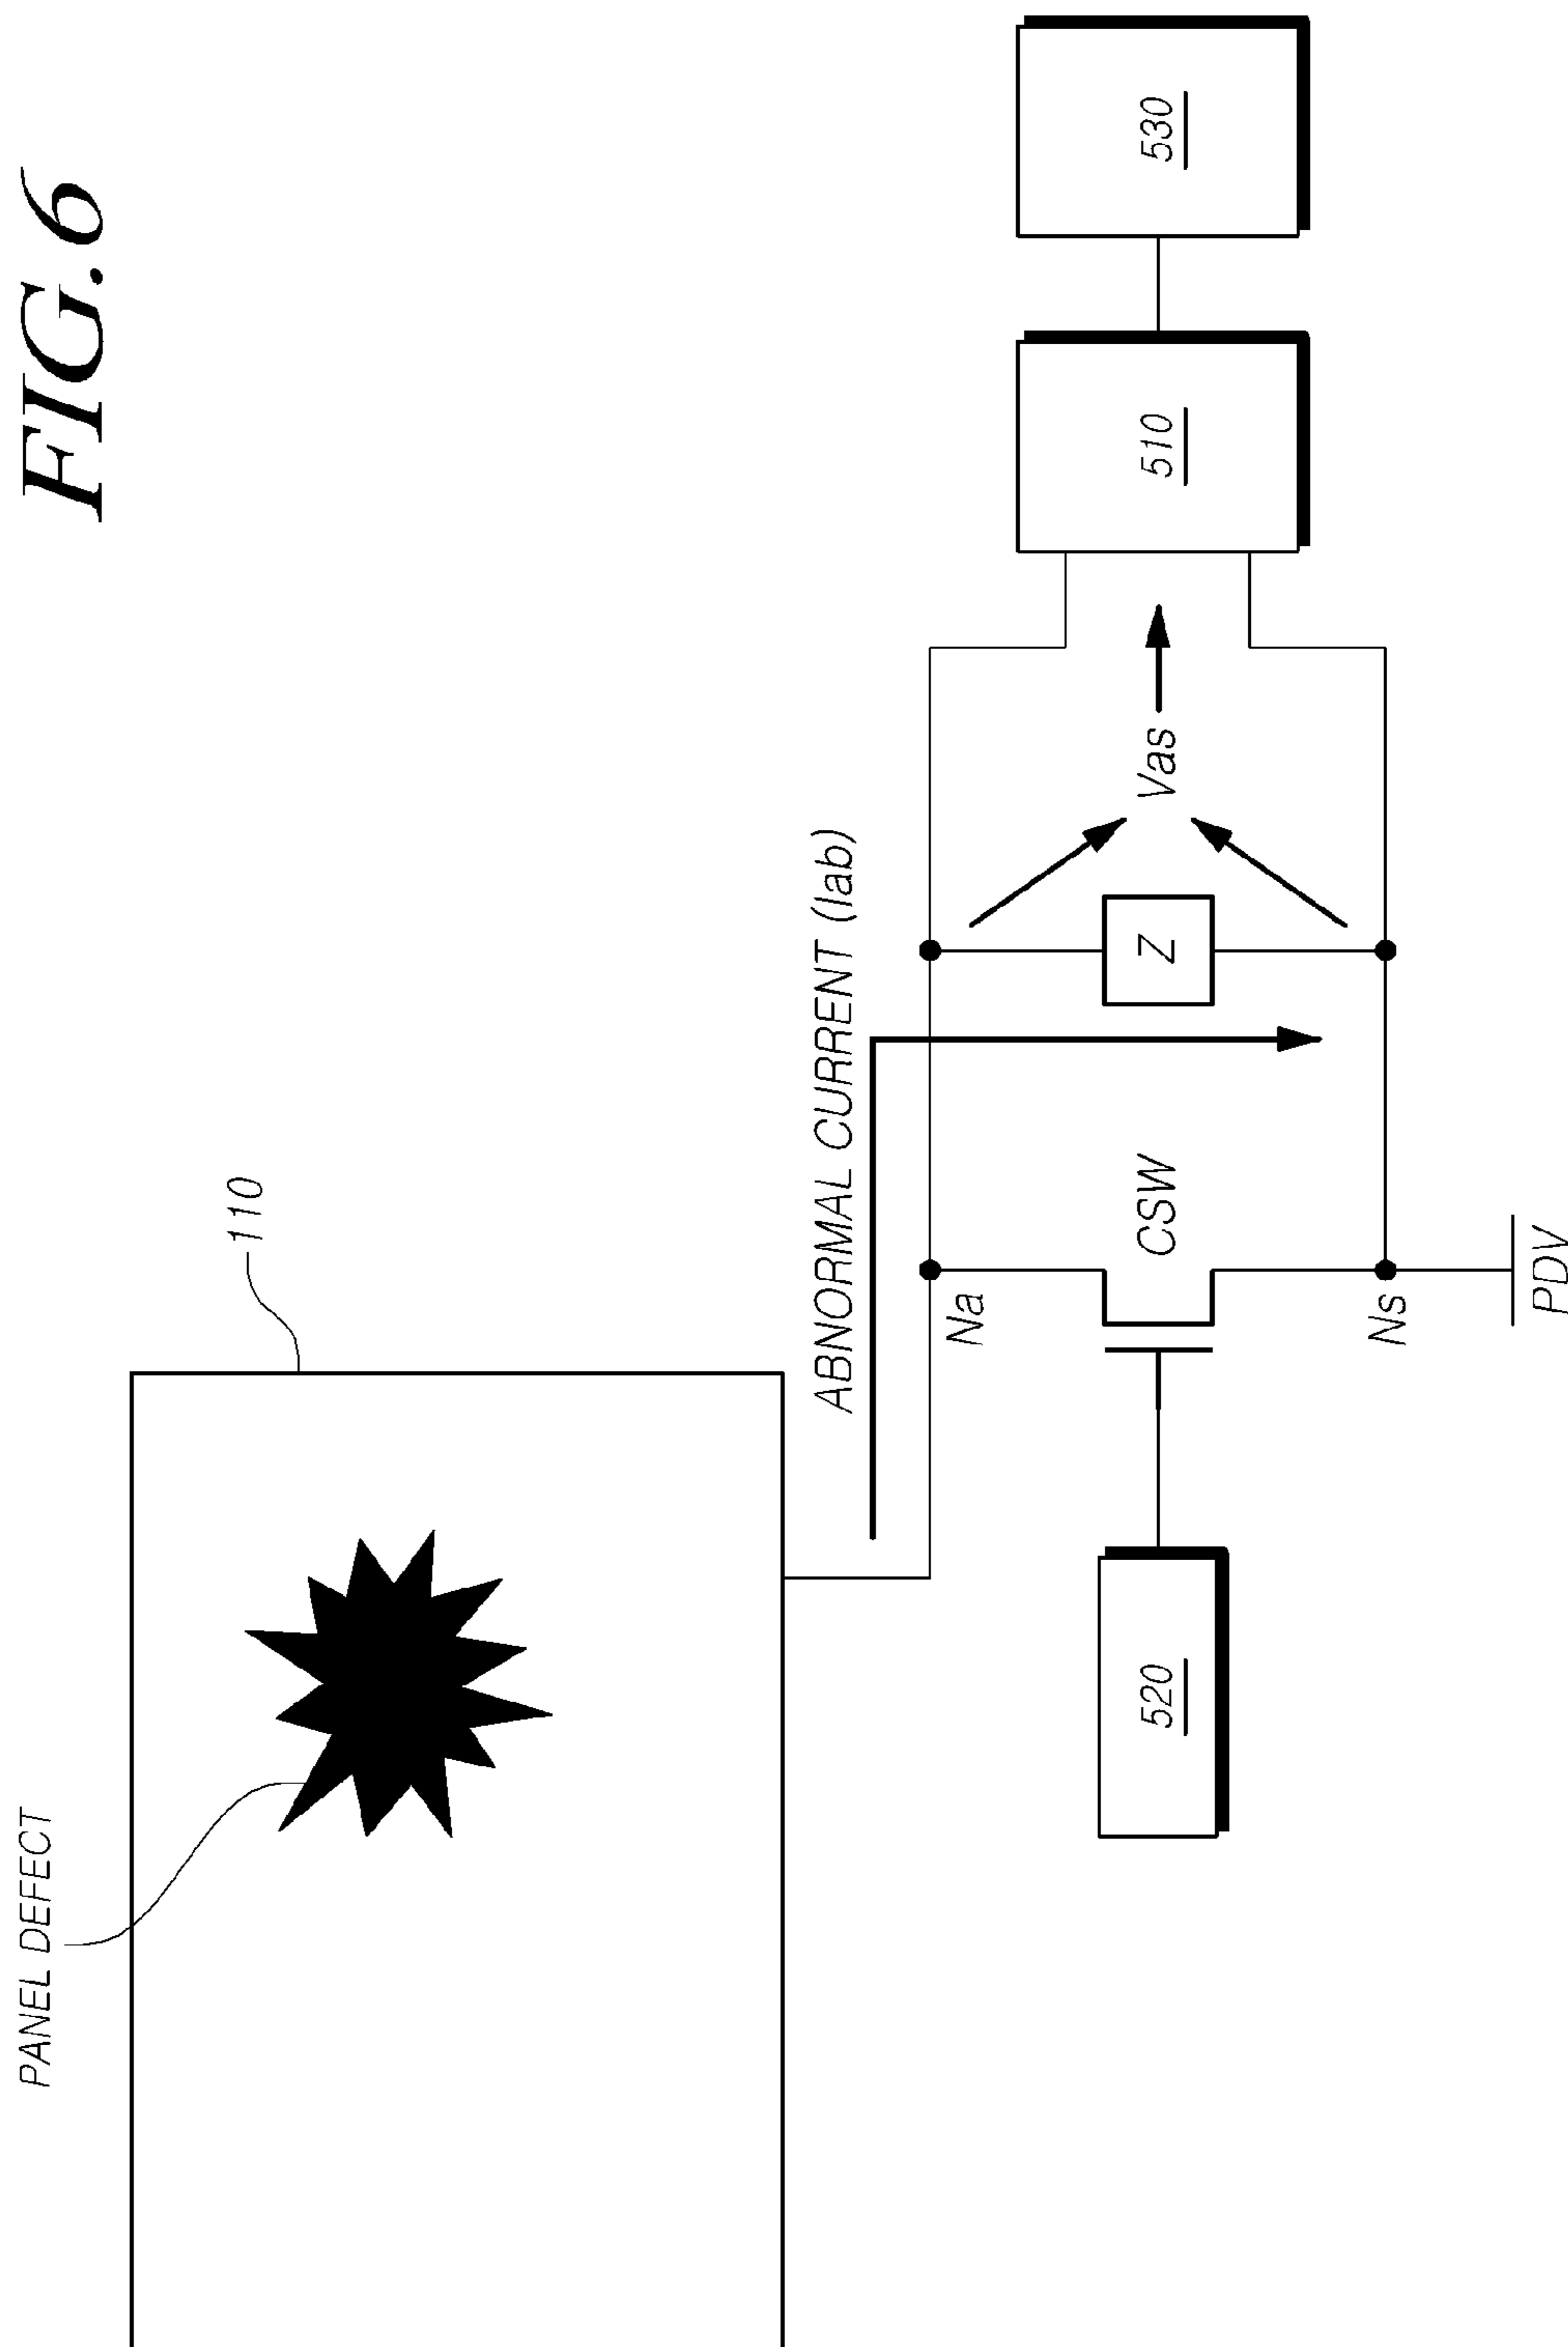 FIG.6
PANEL DEFECT
110
ABNORMAL CURRENT (Iab)
Na
CSW
Z
Vas
510
530
520
Ns
PDV